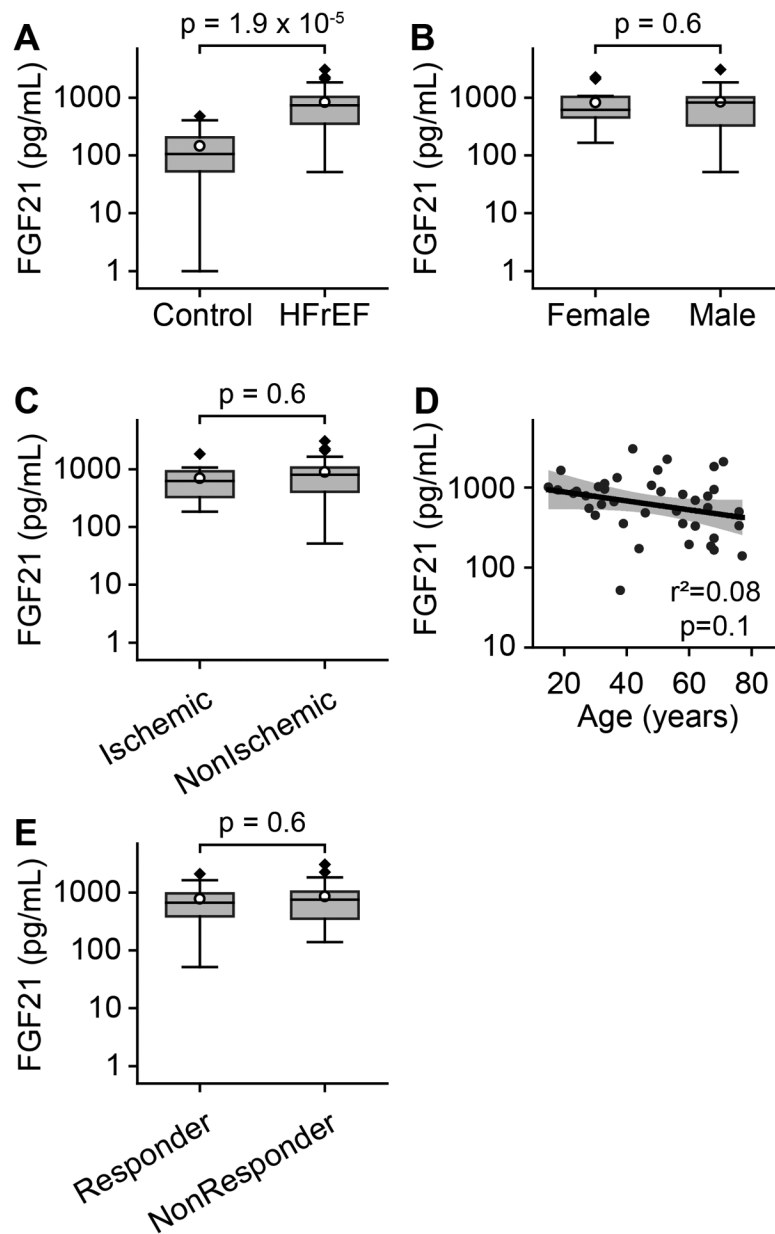 A
p = 1.9 x 10⁻⁵
FGF21 (pg/mL)
1000
100
10
1
Control HFrEF
B
p = 0.6
FGF21 (pg/mL)
1000
100
10
1
Female Male
C
p = 0.6
FGF21 (pg/mL)
1000
100
10
1
Ischemic
NonIschemic
D
FGF21 (pg/mL)
1000
100
10
r²=0.08
p=0.1
20 40 60 80
Age (years)
E
p = 0.6
FGF21 (pg/mL)
1000
100
10
1
Responder
NonResponder